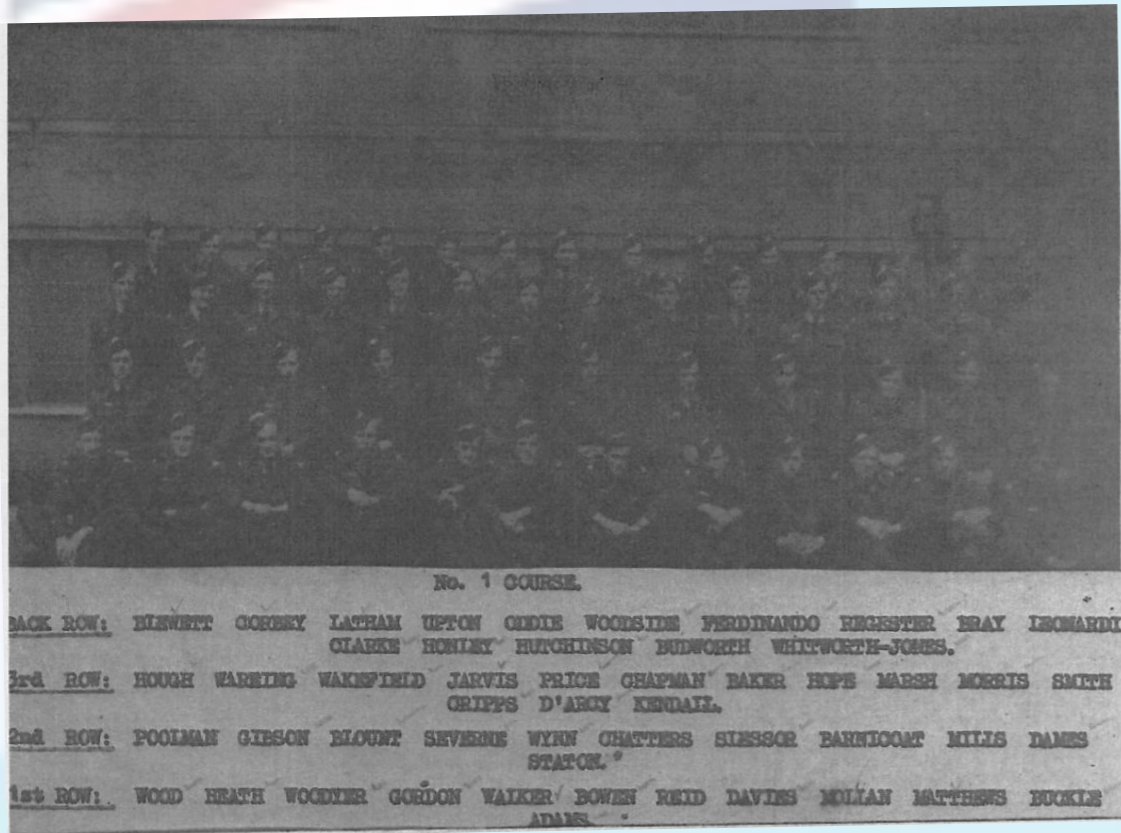 No. 1 COURSE.
BACK ROW: BLEWETT CORBEY LATHAM UPTON ODDIE WOODSIDE FERDINANDO REGESTER BRAY LEONARDI
CLARKE HONLEY HUTCHINSON BUDWORTH WHITWORTH-JONES.
3rd ROW: HOUGH WAREING WAKEFIELD JARVIS PRICE CHAPMAN BAKER HOPE MARSH MORRIS SMITH
CRIPPS D'ARCY KENDALL.
2nd ROW: POOLMAN GIBSON BLOUNT SEVERNE WYRN CHATTERS SLESSOR BARNICOAT MILLS DAMES
STATON.
1st ROW: WOOD HEATH WOODYER GORDON WALKER BOWEN REID DAVIES MOLIAN MATTHEWS BUCKLE
ADAMS.